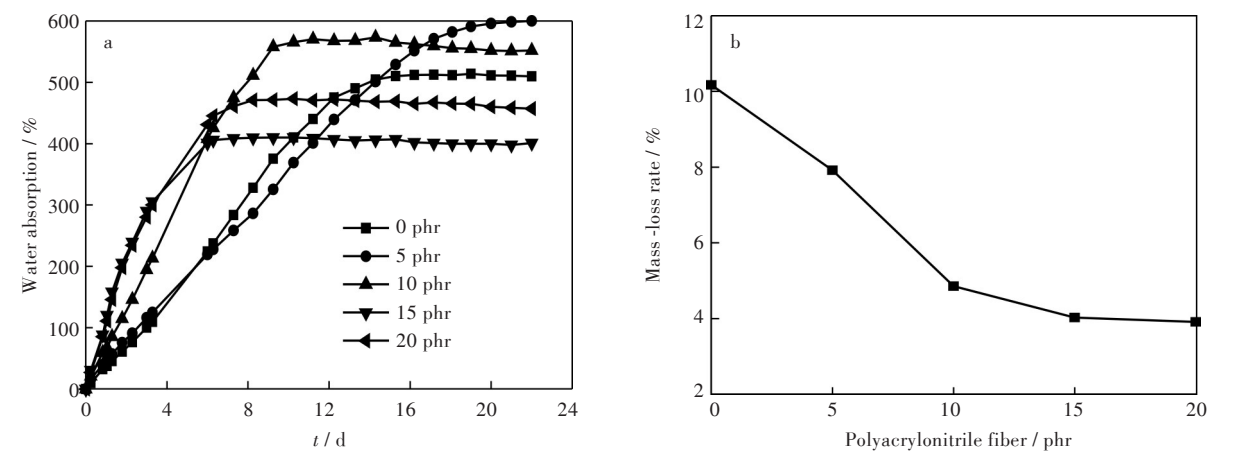 a
Water absorption / %
600
500
400
300
200
100
0
0 4 8 12 16 20 24
t / d
0 phr
5 phr
10 phr
15 phr
20 phr
b
Mass -loss rate / %
12
10
8
6
4
2
0 5 10 15 20
Polyacrylonitrile fiber / phr